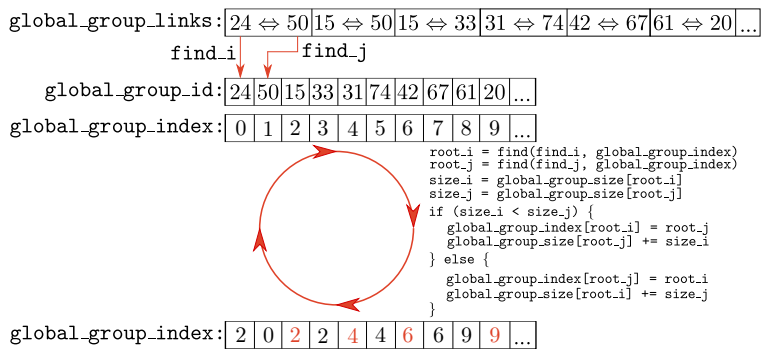 global_group_links: 24 ⇔ 50 15 ⇔ 50 15 ⇔ 33 31 ⇔ 74 42 ⇔ 67 61 ⇔ 20 ...
find_i find_j
global_group_id: 24 50 15 33 31 74 42 67 61 20 ...
global_group_index: 0 1 2 3 4 5 6 7 8 9 ...
root_i = find(find_i, global_group_index)
root_j = find(find_j, global_group_index)
size_i = global_group_size[root_i]
size_j = global_group_size[root_j]
if (size_i < size_j) {
global_group_index[root_i] = root_j
global_group_size[root_j] += size_i
} else {
global_group_index[root_j] = root_i
global_group_size[root_i] += size_j
}
global_group_index: 2 0 2 2 4 4 6 6 9 9 ...